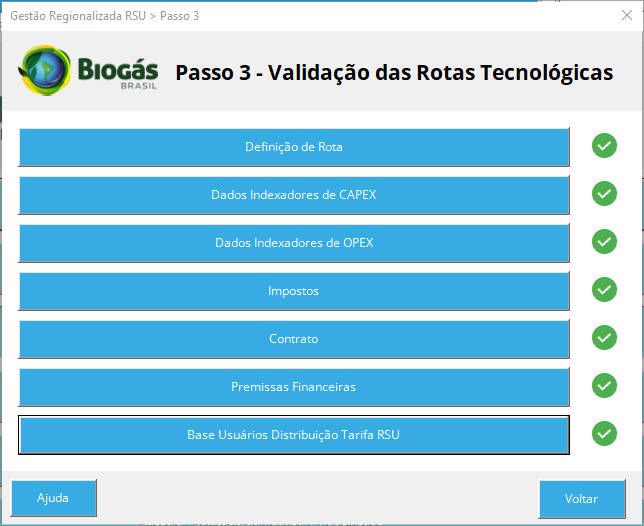 Gestão Regionalizada RSU > Passo 3
BIOGÁS
BRASIL
Passo 3 - Validação das Rotas Tecnológicas
Definição de Rota
Dados Indexadores de CAPEX
Dados Indexadores de OPEX
Impostos
Contrato
Premissas Financeiras
Base Usuários Distribuição Tarifa RSU
Ajuda
Voltar